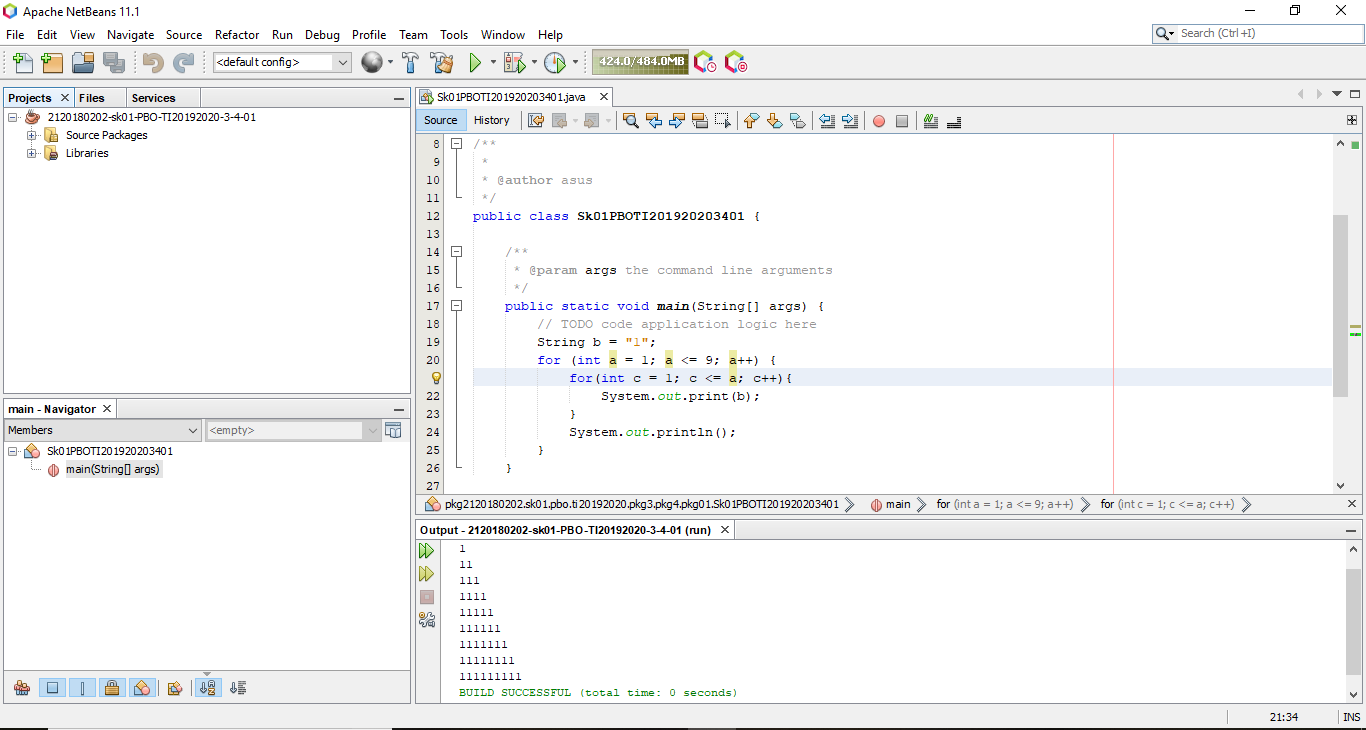 Apache NetBeans 11.1
File Edit View Navigate Source Refactor Run Debug Profile Team Tools Window Help
Search (Ctrl+I)
<default config>
424.0/484.0MB
Projects Files Services
2120180202-sk01-PBO-TI20192020-3-4-01
Source Packages
Libraries
main - Navigator
Members
<empty>
Sk01PBOTI201920203401
main(String[] args)
Sk01PBOTI201920203401.java
Source History
8 /**
9 *
10 * @author asus
11 */
12 public class Sk01PBOTI201920203401 {
13
14 /**
15 * @param args the command line arguments
16 */
17 public static void main(String[] args) {
18 // TODO code application logic here
19 String b = "1";
20 for (int a = 1; a <= 9; a++) {
for(int c = 1; c <= a; c++){
22 System.out.print(b);
23 }
24 System.out.println();
25 }
26 }
27
pkg2120180202.sk01.pbo.ti20192020.pkg3.pkg4.pkg01.Sk01PBOTI201920203401 main for (int a = 1; a <= 9; a++) for (int c = 1; c <= a; c++)
Output - 2120180202-sk01-PBO-TI20192020-3-4-01 (run)
1
11
111
1111
11111
111111
1111111
11111111
111111111
BUILD SUCCESSFUL (total time: 0 seconds)
21:34 INS